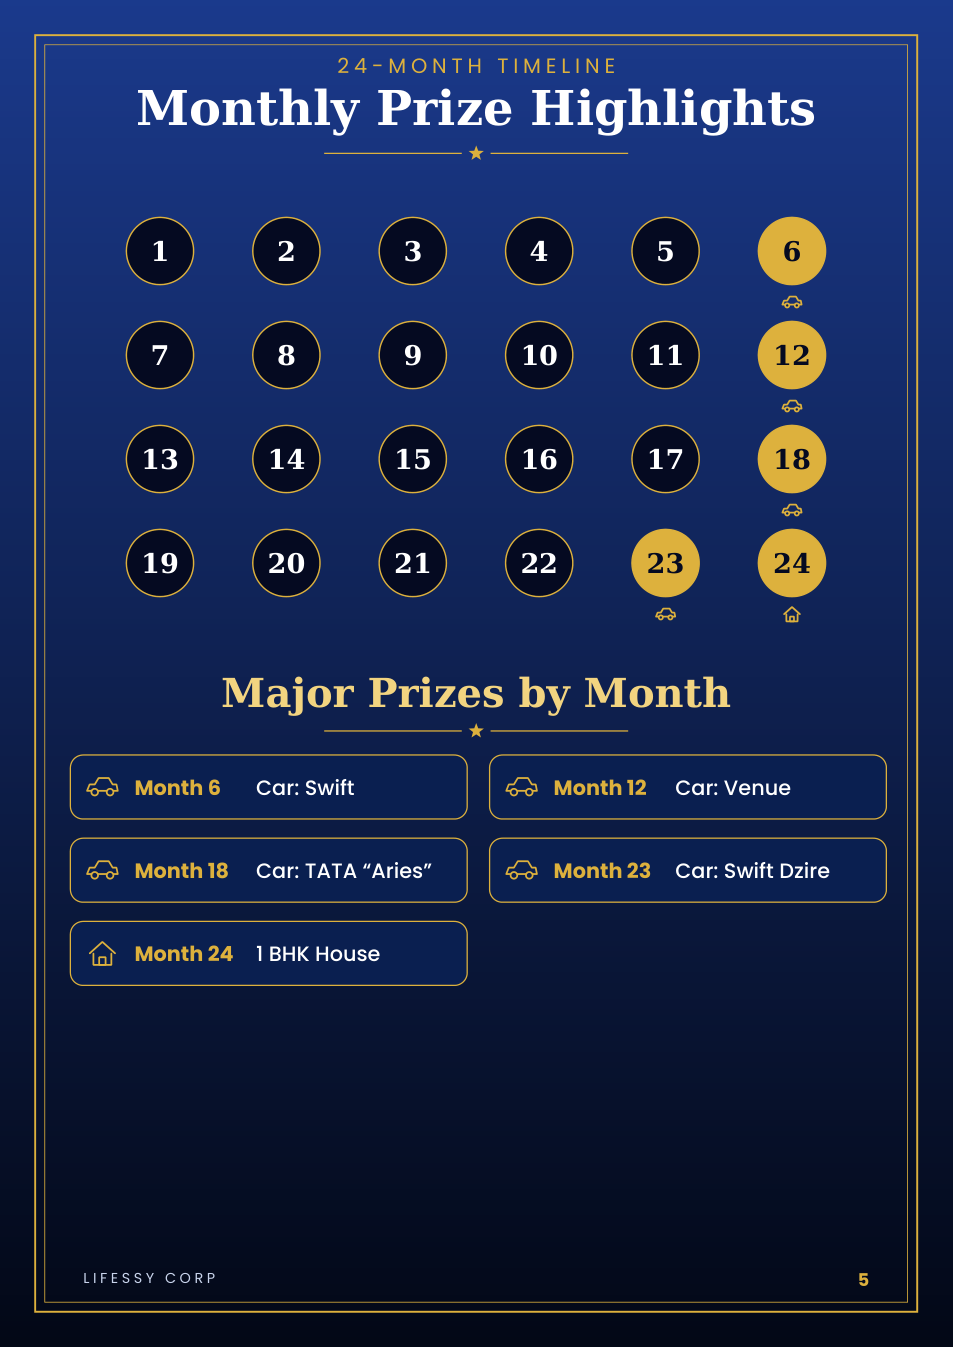 24-MONTH TIMELINE
Monthly Prize Highlights
1 2 3 4 5 6
7 8 9 10 11 12
13 14 15 16 17 18
19 20 21 22 23 24
Major Prizes by Month
Month 6 Car: Swift
Month 12 Car: Venue
Month 18 Car: TATA “Aries”
Month 23 Car: Swift Dzire
Month 24 1 BHK House
LIFESSY CORP
5